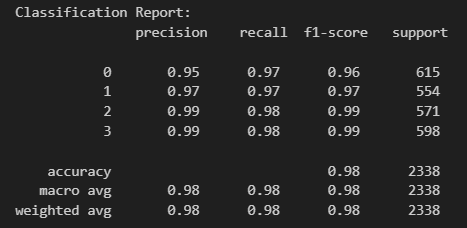 Classification Report:
precision recall f1-score support
0 0.95 0.97 0.96 615
1 0.97 0.97 0.97 554
2 0.99 0.98 0.99 571
3 0.99 0.98 0.99 598
accuracy 0.98 2338
macro avg 0.98 0.98 0.98 2338
weighted avg 0.98 0.98 0.98 2338